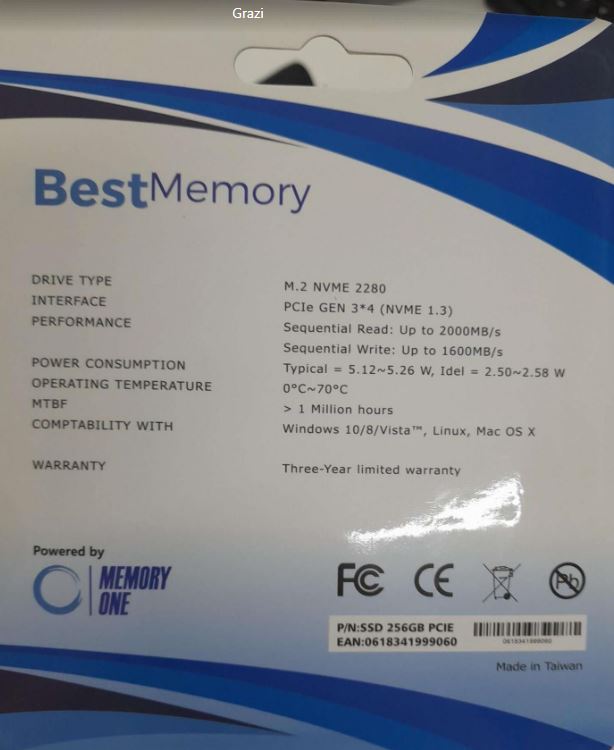 Grazi
BestMemory
DRIVE TYPE M.2 NVME 2280
INTERFACE PCIe GEN 3*4 (NVME 1.3)
PERFORMANCE Sequential Read: Up to 2000MB/s
Sequential Write: Up to 1600MB/s
POWER CONSUMPTION Typical = 5.12~5.26 W, Idel = 2.50~2.58 W
OPERATING TEMPERATURE 0°C~70°C
MTBF > 1 Million hours
COMPTABILITY WITH Windows 10/8/Vista™, Linux, Mac OS X
WARRANTY Three-Year limited warranty
Powered by
MEMORY
ONE
FC CE Pb
P/N:SSD 256GB PCIE
EAN:0618341999060
0618341999060
Made in Taiwan